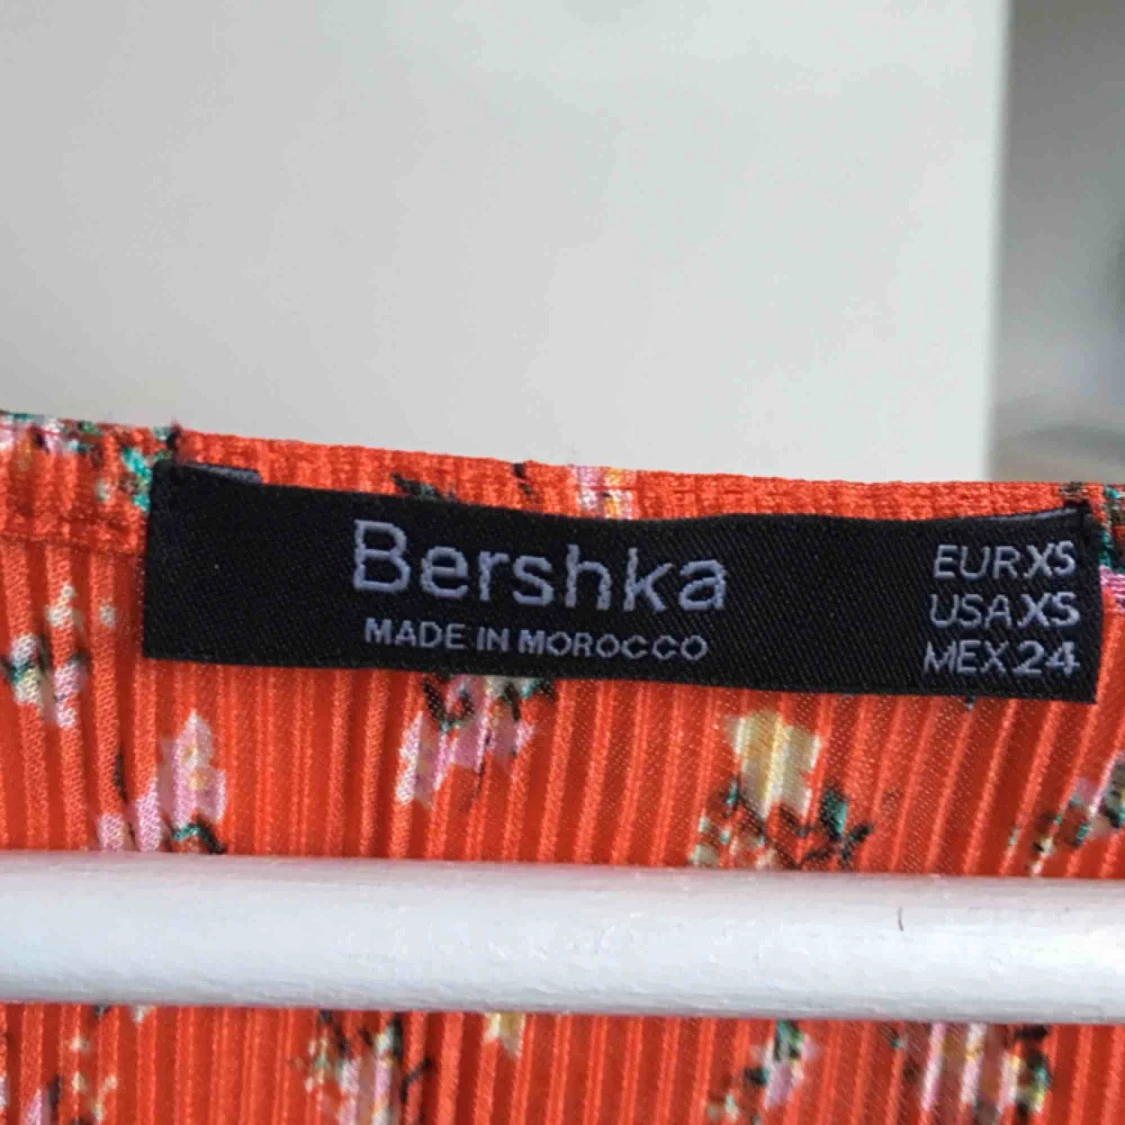 Bershka
MADE IN MOROCCO
EUR XS
USA XS
MEX 24